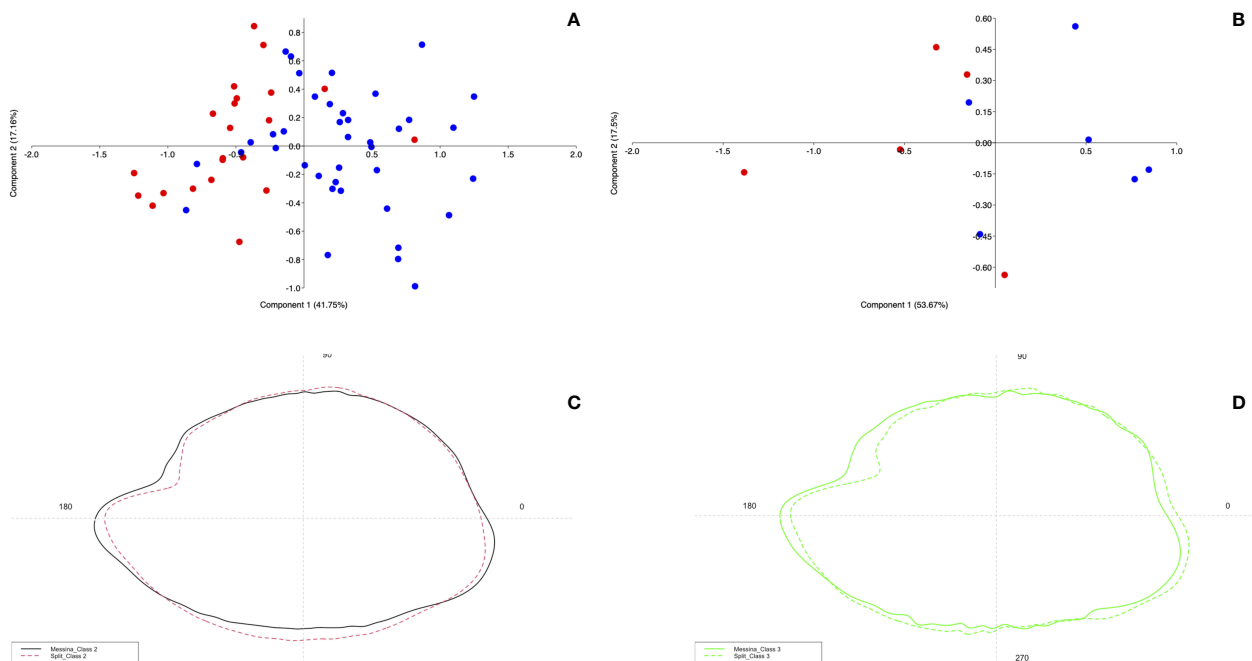 A
0.8
0.6
0.4
0.2
-2.0 -1.5 -1.0 -0.5 0.0 0.5 1.0 1.5 2.0
-0.2
-0.4
-0.6
-0.8
-1.0
Component 2 (17.16%)
Component 1 (41.75%)
B
0.60
0.45
0.30
0.15
-2.0 -1.5 -1.0 -0.5 0.00 0.5 1.0
-0.15
-0.30
-0.45
-0.60
Component 2 (17.5%)
Component 1 (53.67%)
90
C
180 0
Messina_Class 2
Split_Class 2
90
D
180 0
Messina_Class 3
Split_Class 3
270